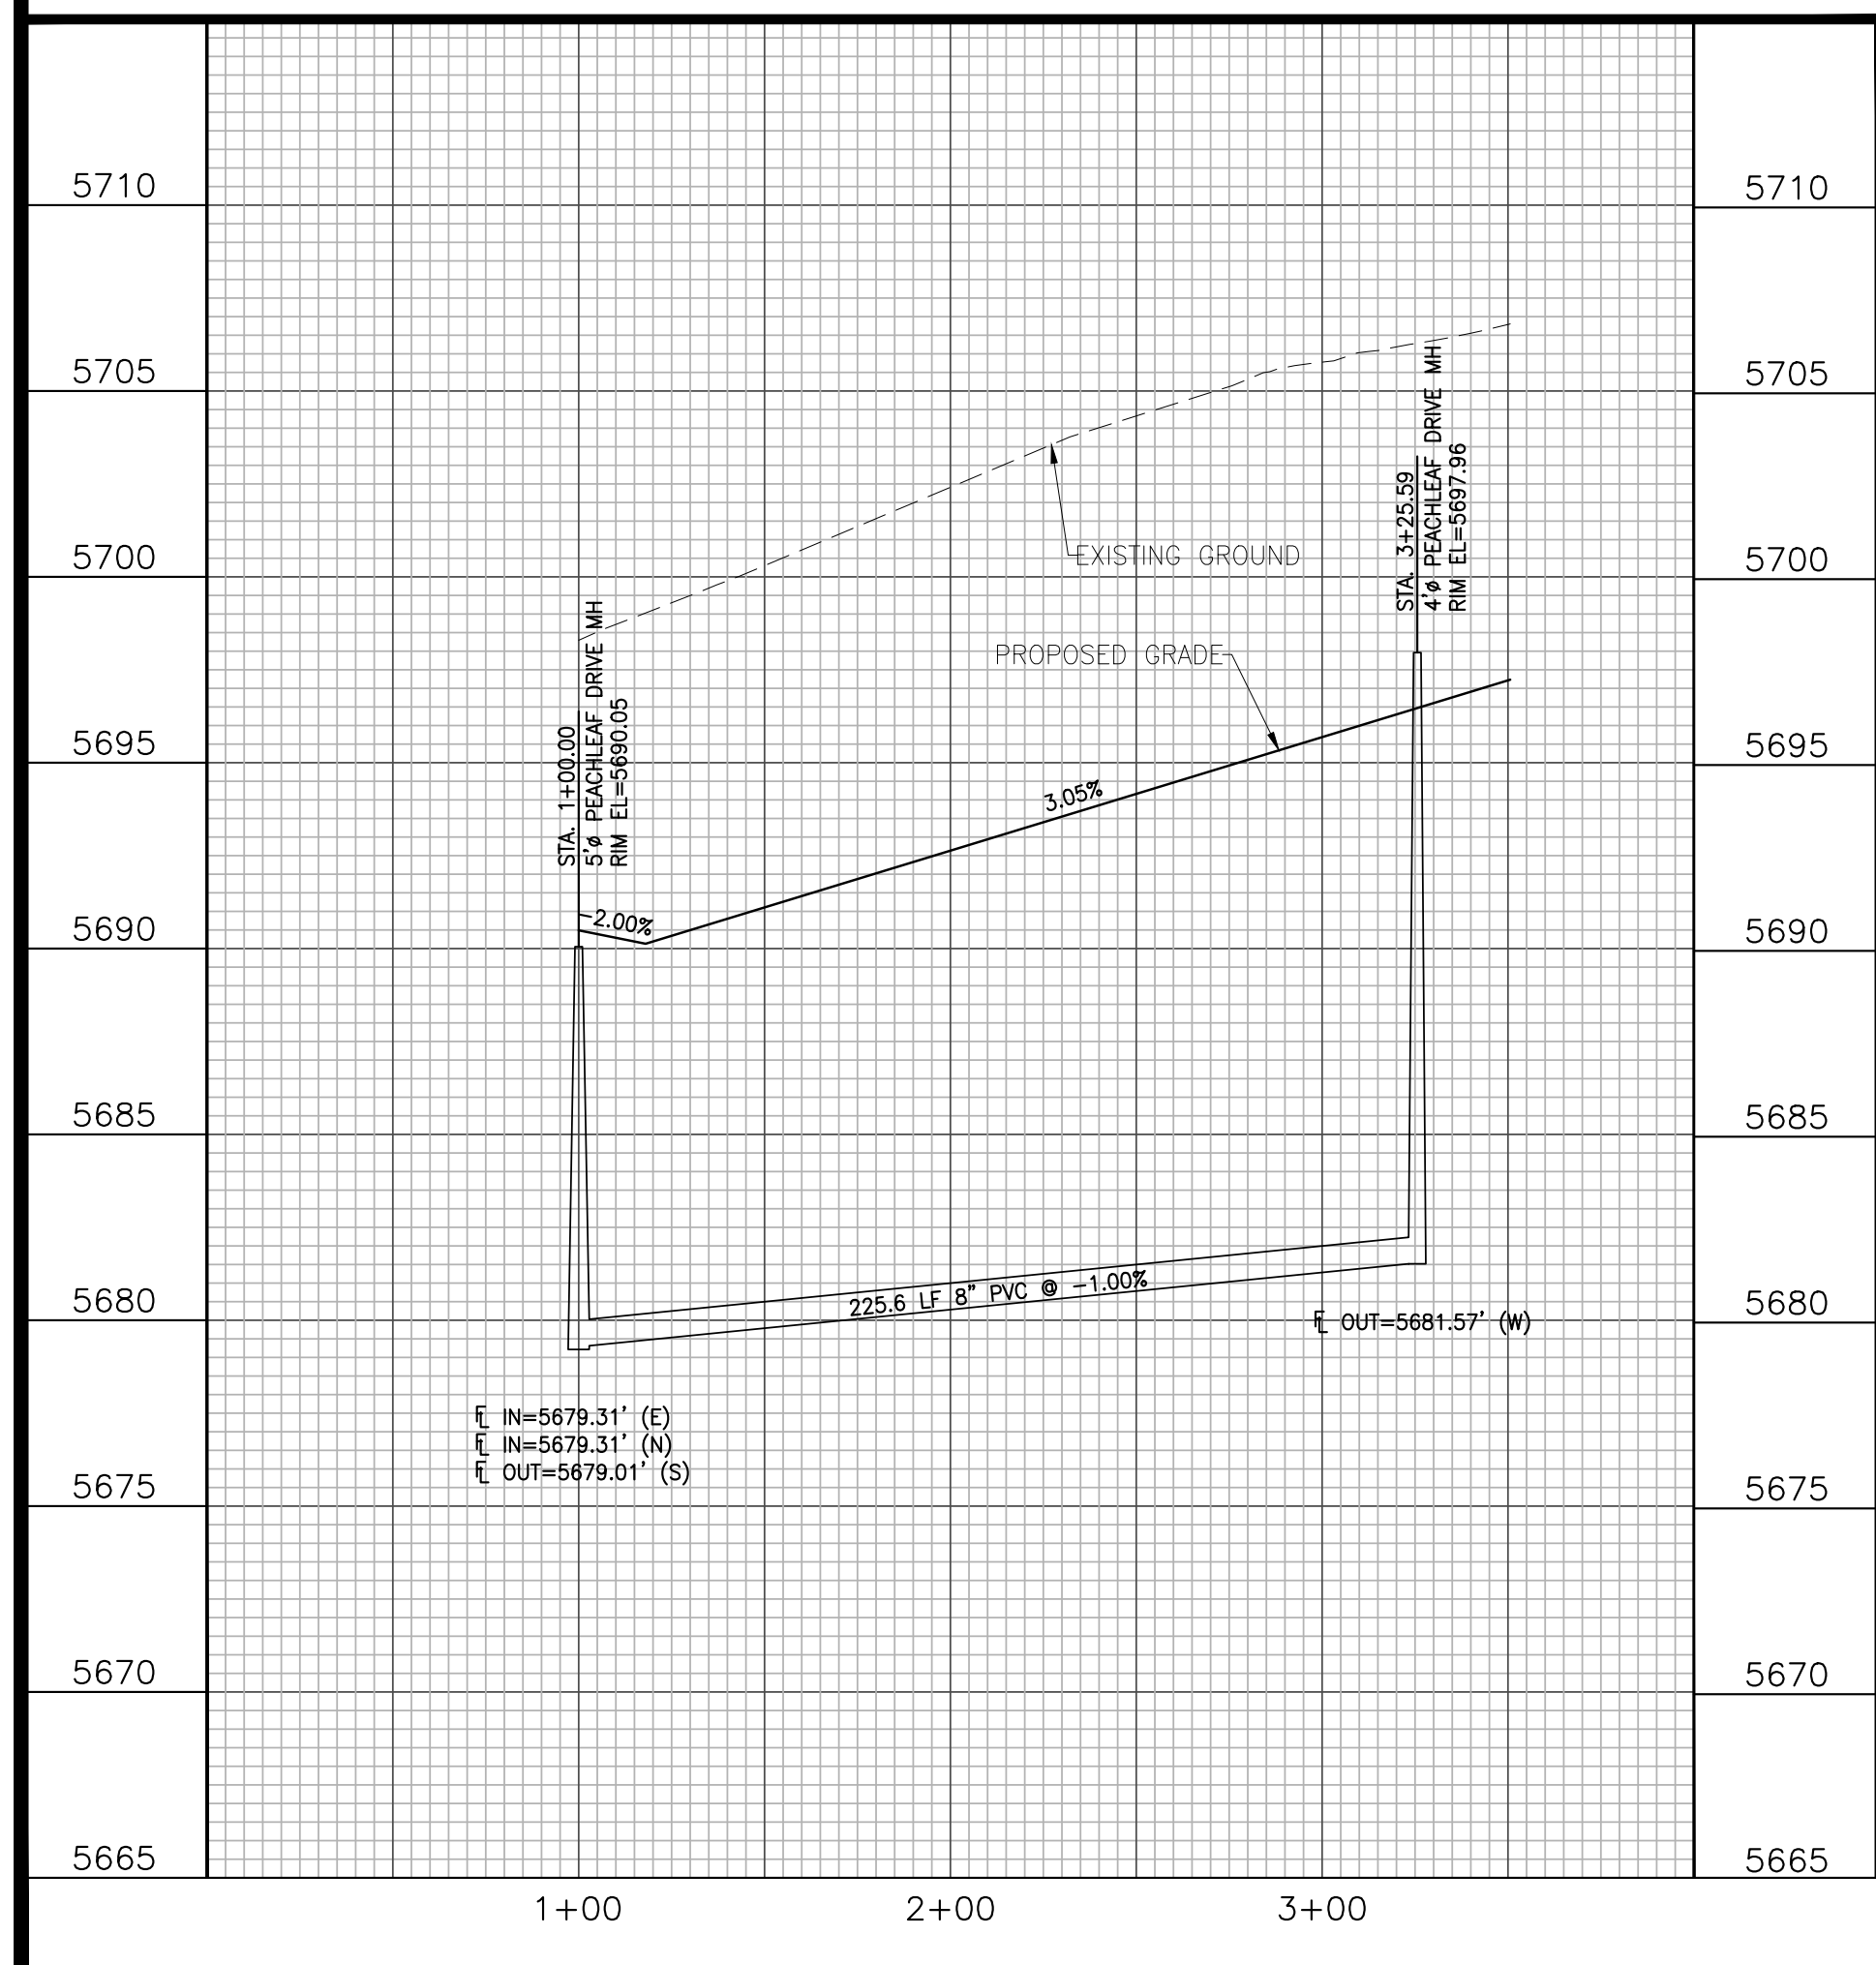 5710 5710
5705 5705
5700 5700
5695 5695
5690 5690
5685 5685
5680 5680
5675 5675
5670 5670
5665 5665
EXISTING GROUND
PROPOSED GRADE
STA. 1+00.00
5'ø PEACHLEAF DRIVE MH
RIM EL=5690.05
STA. 3+25.59
4'ø PEACHLEAF DRIVE MH
RIM EL=5697.96
-2.00%
3.05%
225.6 LF 8" PVC @ -1.00%
FL OUT=5681.57' (W)
FL IN=5679.31' (E)
FL IN=5679.31' (N)
FL OUT=5679.01' (S)
1+00 2+00 3+00